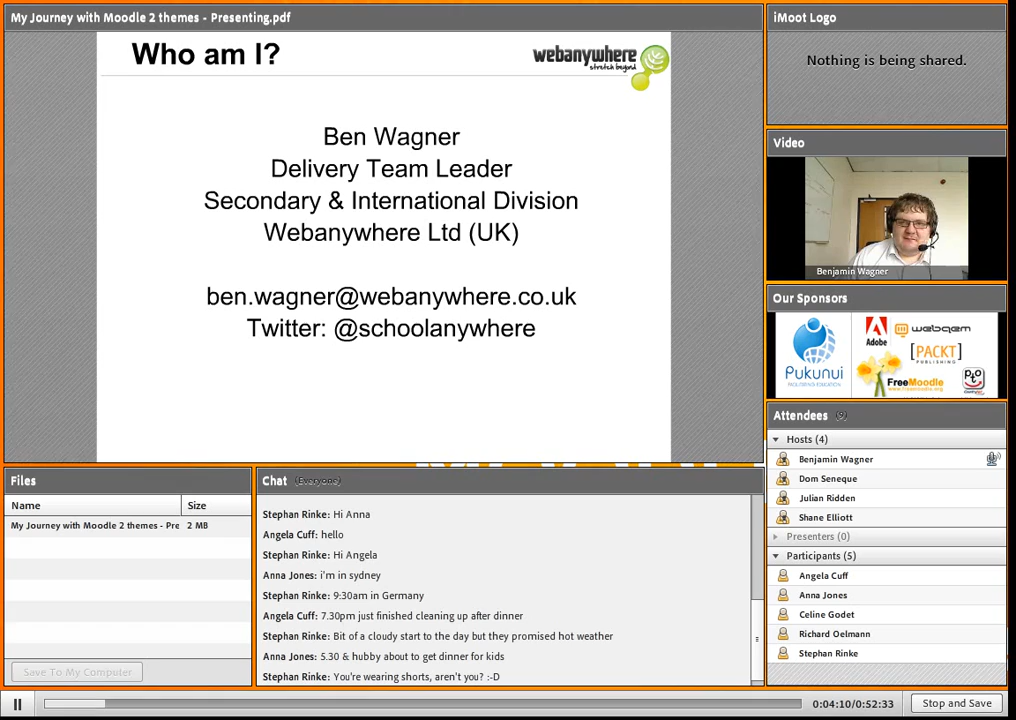 My Journey with Moodle 2 themes - Presenting.pdf
Who am I?
webanywhere
stretch beyond
Ben Wagner
Delivery Team Leader
Secondary & International Division
Webanywhere Ltd (UK)
ben.wagner@webanywhere.co.uk
Twitter: @schoolanywhere
iMoot Logo
Nothing is being shared.
Video
Benjamin Wagner
Our Sponsors
Pukunui
Adobe
webqem
[PACKT]
PUBLISHING
FreeMoodle
pto
Attendees (9)
Hosts (4)
Benjamin Wagner
Dom Seneque
Julian Ridden
Shane Elliott
Presenters (0)
Participants (5)
Angela Cuff
Anna Jones
Celine Godet
Richard Oelmann
Stephan Rinke
Files
Name Size
My Journey with Moodle 2 themes - Pre 2 MB
Save To My Computer
Chat (Everyone)
Stephan Rinke: Hi Anna
Angela Cuff: hello
Stephan Rinke: Hi Angela
Anna Jones: i'm in sydney
Stephan Rinke: 9:30am in Germany
Angela Cuff: 7.30pm just finished cleaning up after dinner
Stephan Rinke: Bit of a cloudy start to the day but they promised hot weather
Anna Jones: 5.30 & hubby about to get dinner for kids
Stephan Rinke: You're wearing shorts, aren't you? :-D
0:04:10/0:52:33
Stop and Save